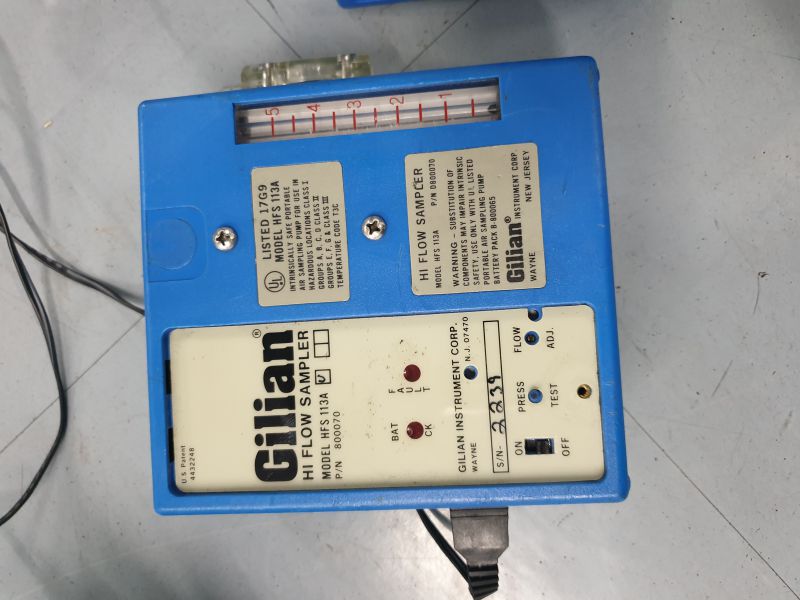 5 4 3 2 1
LISTED 17G9
MODEL HFS 113A
INTRINSICALLY SAFE PORTABLE
AIR SAMPLING PUMP FOR USE IN
HAZARDOUS LOCATIONS CLASS I
GROUPS A, B, C, D CLASS II
GROUPS E, F, G & CLASS III
TEMPERATURE CODE T3C
UL
HI FLOW SAMPLER
MODEL HFS 113A P/N D800070
WARNING - SUBSTITUTION OF
COMPONENTS MAY IMPAIR INTRINSIC
SAFETY, USE ONLY WITH UL LISTED
PORTABLE AIR SAMPLING PUMP
BATTERY PACK B-800065
Gilian® INSTRUMENT CORP
WAYNE NEW JERSEY
U.S. Patent
4432248
Gilian®
HI FLOW SAMPLER
MODEL HFS 113A
P/N 800070
BAT
CK
FAULT
GILIAN INSTRUMENT CORP.
WAYNE N.J. 07470
S/N- 2239
ON
OFF
PRESS
TEST
FLOW
ADJ.